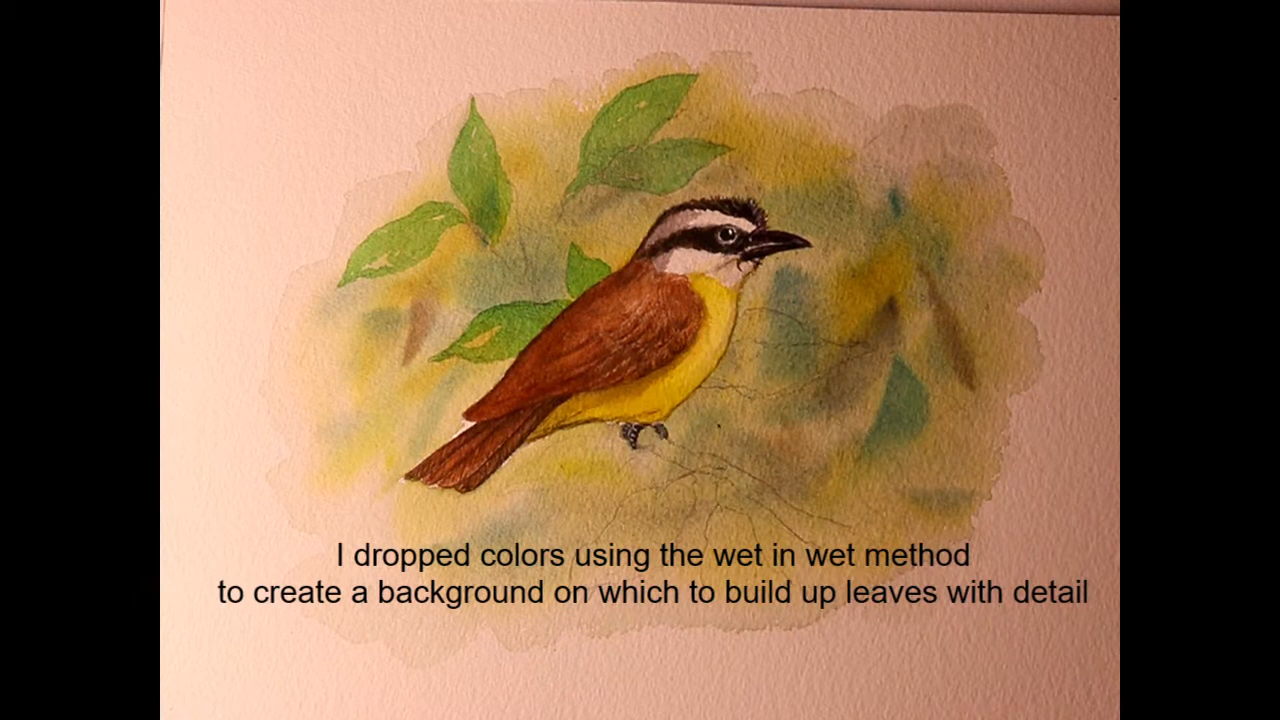 I dropped colors using the wet in wet method
to create a background on which to build up leaves with detail